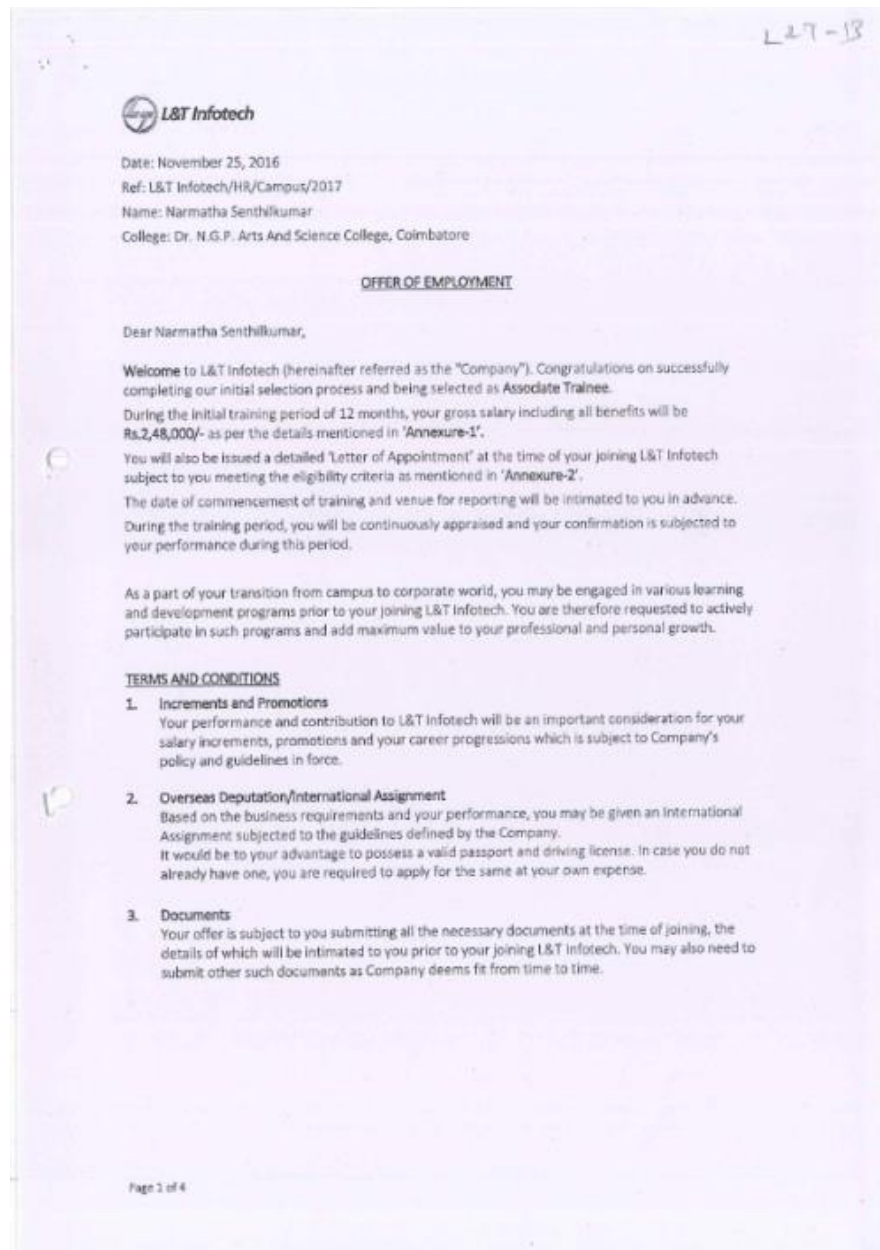 L27-13
L&T Infotech
Date: November 25, 2016
Ref: L&T Infotech/HR/Campus/2017
Name: Narmatha Senthilkumar
College: Dr. N.G.P. Arts And Science College, Coimbatore
OFFER OF EMPLOYMENT
Dear Narmatha Senthilkumar,
Welcome to L&T Infotech (hereinafter referred as the "Company"). Congratulations on successfully
completing our initial selection process and being selected as Associate Trainee.
During the initial training period of 12 months, your gross salary including all benefits will be
Rs.2,48,000/- as per the details mentioned in 'Annexure-1'.
You will also be issued a detailed 'Letter of Appointment' at the time of your joining L&T Infotech
subject to you meeting the eligibility criteria as mentioned in 'Annexure-2'.
The date of commencement of training and venue for reporting will be intimated to you in advance.
During the training period, you will be continuously appraised and your confirmation is subjected to
your performance during this period.
As a part of your transition from campus to corporate world, you may be engaged in various learning
and development programs prior to your joining L&T Infotech. You are therefore requested to actively
participate in such programs and add maximum value to your professional and personal growth.
TERMS AND CONDITIONS
1. Increments and Promotions
Your performance and contribution to L&T Infotech will be an important consideration for your
salary increments, promotions and your career progressions which is subject to Company's
policy and guidelines in force.
2. Overseas Deputation/International Assignment
Based on the business requirements and your performance, you may be given an International
Assignment subjected to the guidelines defined by the Company.
It would be to your advantage to possess a valid passport and driving license. In case you do not
already have one, you are required to apply for the same at your own expense.
3. Documents
Your offer is subject to you submitting all the necessary documents at the time of joining, the
details of which will be intimated to you prior to your joining L&T Infotech. You may also need to
submit other such documents as Company deems fit from time to time.
Page 1 of 4